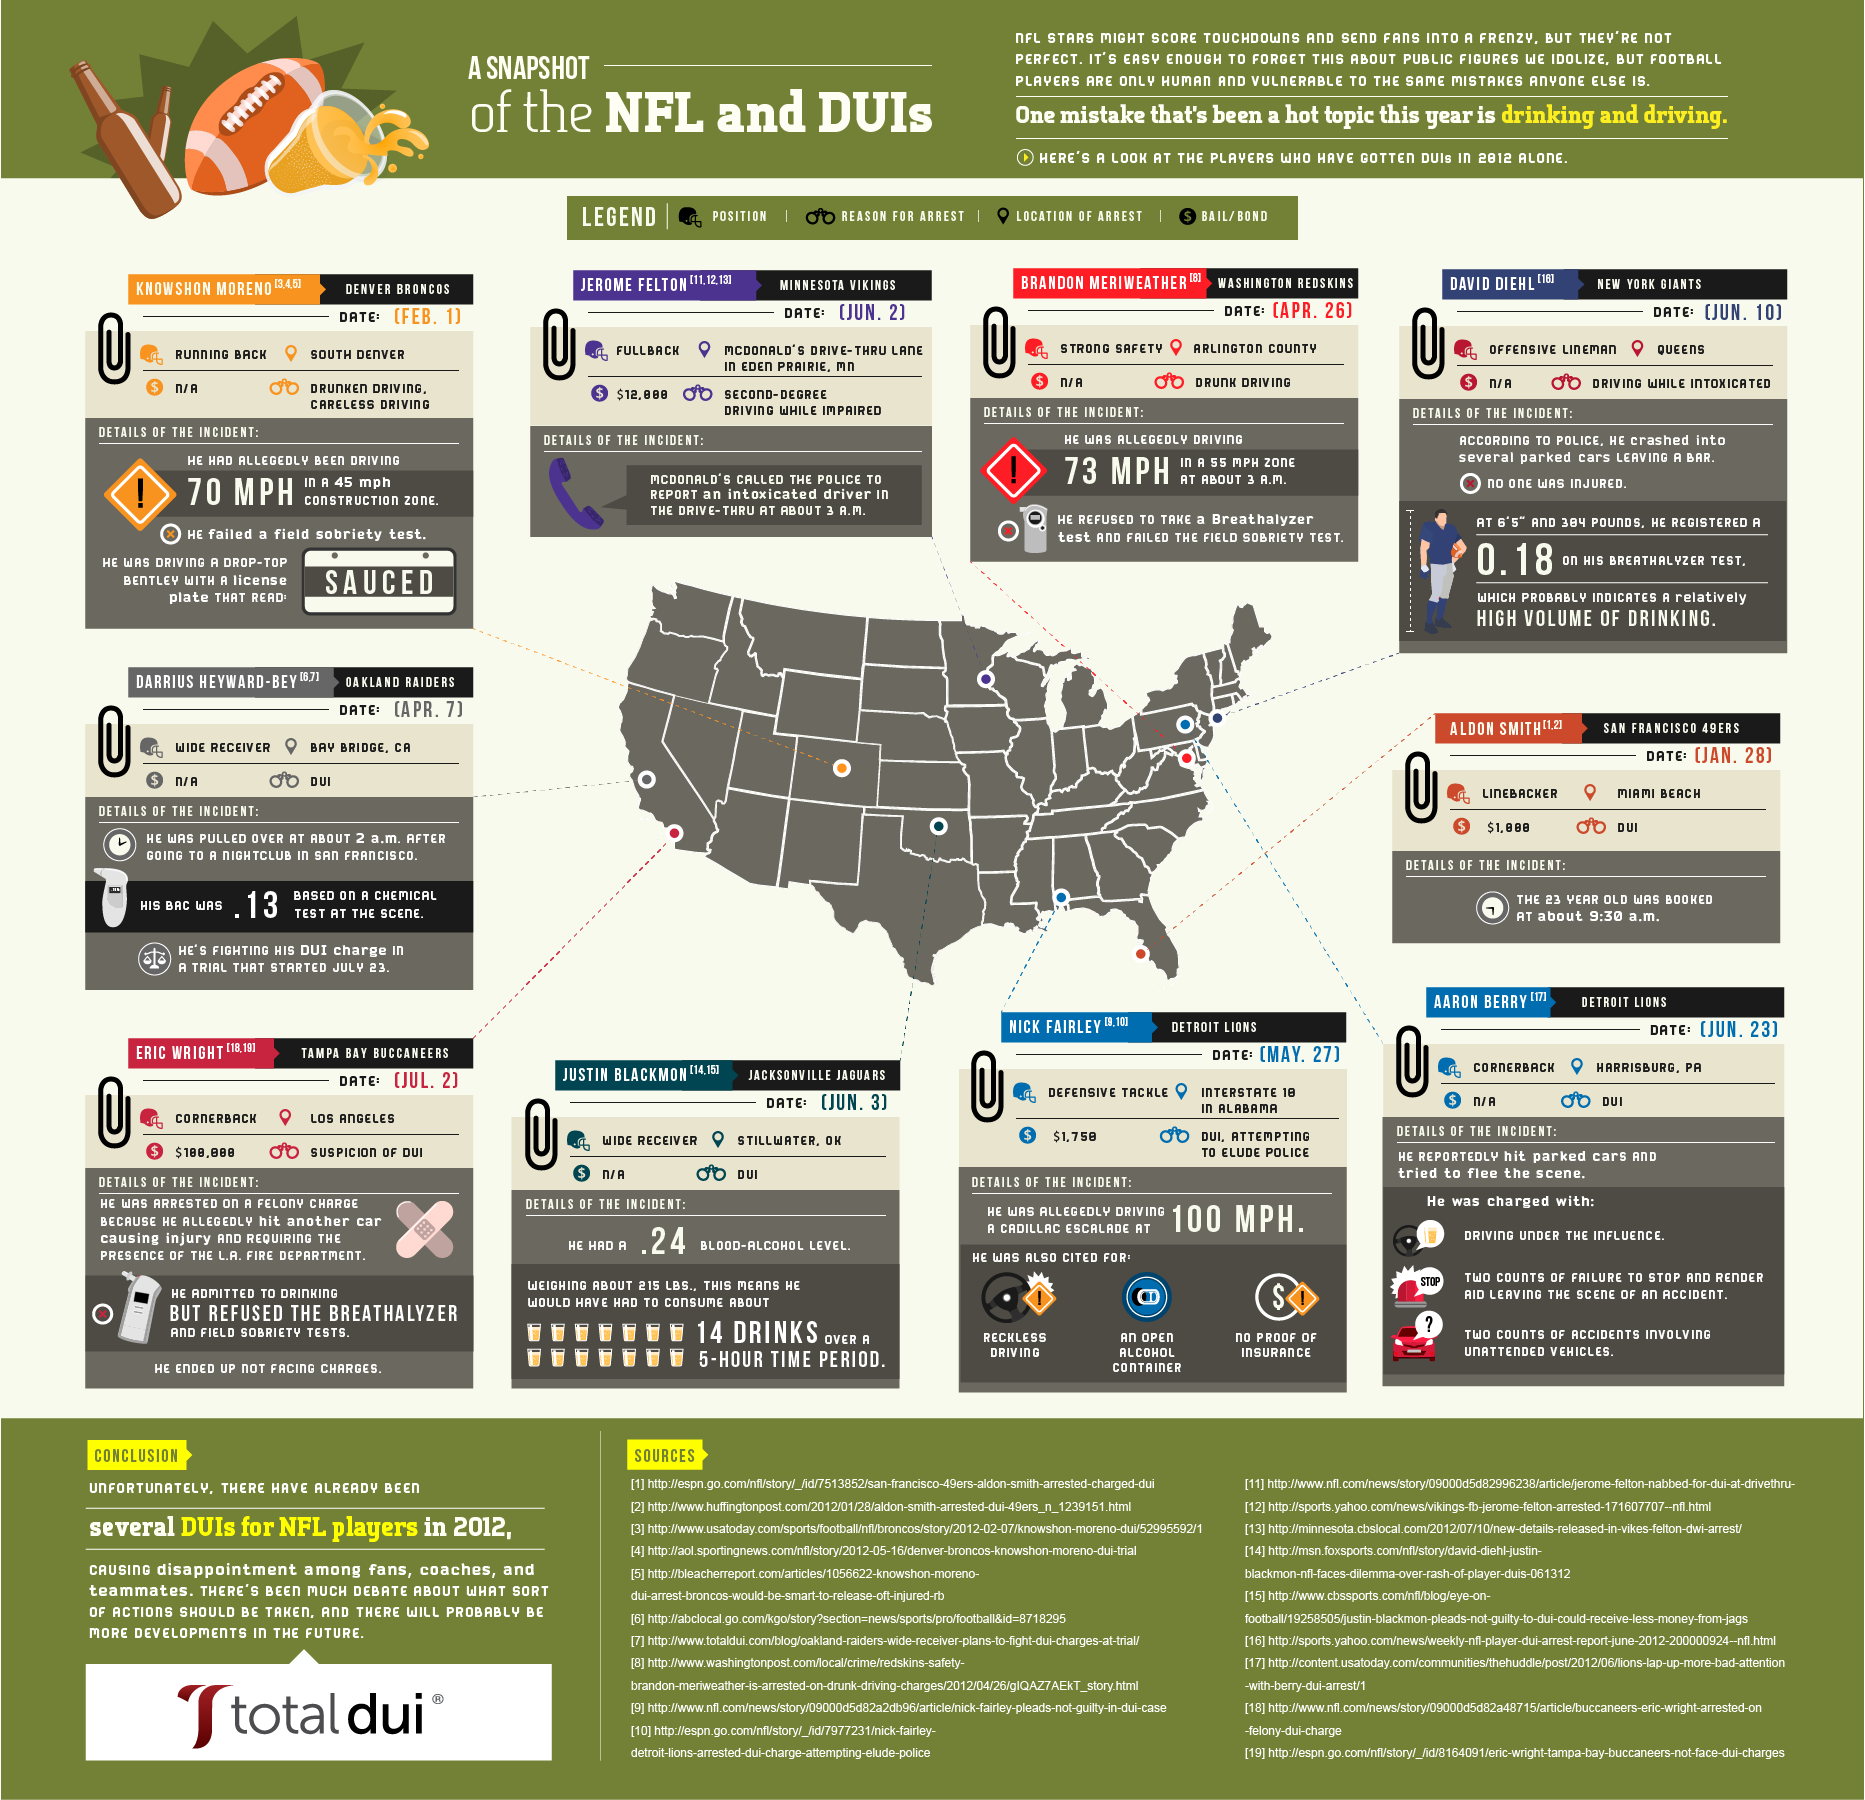 A SNAPSHOT
of the NFL and DUIs
NFL STARS MIGHT SCORE TOUCHDOWNS AND SEND FANS INTO A FRENZY, BUT THEY'RE NOT
PERFECT. IT'S EASY ENOUGH TO FORGET THIS ABOUT PUBLIC FIGURES WE IDOLIZE, BUT FOOTBALL
PLAYERS ARE ONLY HUMAN AND VULNERABLE TO THE SAME MISTAKES ANYONE ELSE IS.
One mistake that's been a hot topic this year is drinking and driving.
HERE'S A LOOK AT THE PLAYERS WHO HAVE GOTTEN DUIs IN 2012 ALONE.
LEGEND | POSITION | REASON FOR ARREST | LOCATION OF ARREST | $ BAIL/BOND
KNOWSHON MORENO [3,4,5] DENVER BRONCOS
DATE: (FEB. 1)
RUNNING BACK SOUTH DENVER
$ N/A DRUNKEN DRIVING,
CARELESS DRIVING
DETAILS OF THE INCIDENT:
HE HAD ALLEGEDLY BEEN DRIVING
! 70 MPH IN A 45 mph
CONSTRUCTION ZONE.
HE failed a field sobriety test.
HE WAS DRIVING A DROP-TOP
BENTLEY WITH A license
plate THAT READ:
SAUCED
JEROME FELTON [11,12,13] MINNESOTA VIKINGS
DATE: (JUN. 2)
FULLBACK MCDONALD'S DRIVE-THRU LANE
IN EDEN PRAIRIE, MN
$ $12,000 SECOND-DEGREE
DRIVING WHILE IMPAIRED
DETAILS OF THE INCIDENT:
MCDONALD'S CALLED THE POLICE TO
REPORT an intoxicated driver IN
THE DRIVE-THRU AT ABOUT 3 A.M.
BRANDON MERIWEATHER [8] WASHINGTON REDSKINS
DATE: (APR. 26)
STRONG SAFETY ARLINGTON COUNTY
$ N/A DRUNK DRIVING
DETAILS OF THE INCIDENT:
HE WAS ALLEGEDLY DRIVING
! 73 MPH IN A 55 MPH ZONE
AT ABOUT 3 A.M.
HE REFUSED TO TAKE a Breathalyzer
test AND FAILED THE FIELD SOBRIETY TEST.
DAVID DIEHL [16] NEW YORK GIANTS
DATE: (JUN. 10)
OFFENSIVE LINEMAN QUEENS
$ N/A DRIVING WHILE INTOXICATED
DETAILS OF THE INCIDENT:
ACCORDING TO POLICE, HE crashed into
several parked cars LEAVING A BAR.
NO ONE WAS INJURED.
AT 6'5" AND 304 POUNDS, HE REGISTERED A
0.18 ON HIS BREATHALYZER TEST,
WHICH PROBABLY INDICATES A relatively
HIGH VOLUME OF DRINKING.
DARRIUS HEYWARD-BEY [6,7] OAKLAND RAIDERS
DATE: (APR. 7)
WIDE RECEIVER BAY BRIDGE, CA
$ N/A DUI
DETAILS OF THE INCIDENT:
HE WAS PULLED OVER AT ABOUT 2 a.m. AFTER
GOING TO A NIGHTCLUB IN SAN FRANCISCO.
HIS BAC WAS .13 BASED ON A CHEMICAL
TEST AT THE SCENE.
HE'S FIGHTING HIS DUI charge IN
A TRIAL THAT STARTED JULY 23.
ALDON SMITH [1,2] SAN FRANCISCO 49ERS
DATE: (JAN. 28)
LINEBACKER MIAMI BEACH
$ $1,000 DUI
DETAILS OF THE INCIDENT:
THE 23 YEAR OLD WAS BOOKED
AT about 9:30 a.m.
ERIC WRIGHT [18,19] TAMPA BAY BUCCANEERS
DATE: (JUL. 2)
CORNERBACK LOS ANGELES
$ $100,000 SUSPICION OF DUI
DETAILS OF THE INCIDENT:
HE WAS ARRESTED ON A FELONY CHARGE
BECAUSE HE ALLEGEDLY hit another car
causing injury AND REQUIRING THE
PRESENCE OF THE L.A. FIRE DEPARTMENT.
HE ADMITTED TO DRINKING
BUT REFUSED THE BREATHALYZER
AND FIELD SOBRIETY TESTS.
HE ENDED UP NOT FACING CHARGES.
JUSTIN BLACKMON [14,15] JACKSONVILLE JAGUARS
DATE: (JUN. 3)
WIDE RECEIVER STILLWATER, OK
$ N/A DUI
DETAILS OF THE INCIDENT:
HE HAD A .24 BLOOD-ALCOHOL LEVEL.
WEIGHING ABOUT 215 LBS., THIS MEANS HE
WOULD HAVE HAD TO CONSUME ABOUT
14 DRINKS OVER A
5-HOUR TIME PERIOD.
NICK FAIRLEY [9,10] DETROIT LIONS
DATE: (MAY. 27)
DEFENSIVE TACKLE INTERSTATE 10
IN ALABAMA
$ $1,750 DUI, ATTEMPTING
TO ELUDE POLICE
DETAILS OF THE INCIDENT:
HE WAS ALLEGEDLY DRIVING
A CADILLAC ESCALADE AT 100 MPH.
HE WAS ALSO CITED FOR:
! $ !
RECKLESS
DRIVING
AN OPEN
ALCOHOL
CONTAINER
NO PROOF OF
INSURANCE
AARON BERRY [17] DETROIT LIONS
DATE: (JUN. 23)
CORNERBACK HARRISBURG, PA
$ N/A DUI
DETAILS OF THE INCIDENT:
HE REPORTEDLY hit parked cars AND
tried to flee the scene.
He was charged with:
DRIVING UNDER THE INFLUENCE.
STOP
TWO COUNTS OF FAILURE TO STOP AND RENDER
AID LEAVING THE SCENE OF AN ACCIDENT.
?
TWO COUNTS OF ACCIDENTS INVOLVING
UNATTENDED VEHICLES.
CONCLUSION
UNFORTUNATELY, THERE HAVE ALREADY BEEN
several DUIs for NFL players in 2012,
CAUSING disappointment among fans, coaches, and
teammates. THERE'S BEEN MUCH DEBATE ABOUT WHAT SORT
OF ACTIONS SHOULD BE TAKEN, AND THERE WILL PROBABLY BE
MORE DEVELOPMENTS IN THE FUTURE.
total dui ®
SOURCES
[1] http://espn.go.com/nfl/story/_/id/7513852/san-francisco-49ers-aldon-smith-arrested-charged-dui
[2] http://www.huffingtonpost.com/2012/01/28/aldon-smith-arrested-dui-49ers_n_1239151.html
[3] http://www.usatoday.com/sports/football/nfl/broncos/story/2012-02-07/knowshon-moreno-dui/52995592/1
[4] http://aol.sportingnews.com/nfl/story/2012-05-16/denver-broncos-knowshon-moreno-dui-trial
[5] http://bleacherreport.com/articles/1056622-knowshon-moreno-
dui-arrest-broncos-would-be-smart-to-release-oft-injured-rb
[6] http://abclocal.go.com/kgo/story?section=news/sports/pro/football&id=8718295
[7] http://www.totaldui.com/blog/oakland-raiders-wide-receiver-plans-to-fight-dui-charges-at-trial/
[8] http://www.washingtonpost.com/local/crime/redskins-safety-
brandon-meriweather-is-arrested-on-drunk-driving-charges/2012/04/26/gIQAZ7AEkT_story.html
[9] http://www.nfl.com/news/story/09000d5d82a2db96/article/nick-fairley-pleads-not-guilty-in-dui-case
[10] http://espn.go.com/nfl/story/_/id/7977231/nick-fairley-
detroit-lions-arrested-dui-charge-attempting-elude-police
[11] http://www.nfl.com/news/story/09000d5d82996238/article/jerome-felton-nabbed-for-dui-at-drivethru-
[12] http://sports.yahoo.com/news/vikings-fb-jerome-felton-arrested-171607707--nfl.html
[13] http://minnesota.cbslocal.com/2012/07/10/new-details-released-in-vikes-felton-dwi-arrest/
[14] http://msn.foxsports.com/nfl/story/david-diehl-justin-
blackmon-nfl-faces-dilemma-over-rash-of-player-duis-061312
[15] http://www.cbssports.com/nfl/blog/eye-on-
football/19258505/justin-blackmon-pleads-not-guilty-to-dui-could-receive-less-money-from-jags
[16] http://sports.yahoo.com/news/weekly-nfl-player-dui-arrest-report-june-2012-200000924--nfl.html
[17] http://content.usatoday.com/communities/thehuddle/post/2012/06/lions-lap-up-more-bad-attention
-with-berry-dui-arrest/1
[18] http://www.nfl.com/news/story/09000d5d82a48715/article/buccaneers-eric-wright-arrested-on
-felony-dui-charge
[19] http://espn.go.com/nfl/story/_/id/8164091/eric-wright-tampa-bay-buccaneers-not-face-dui-charges